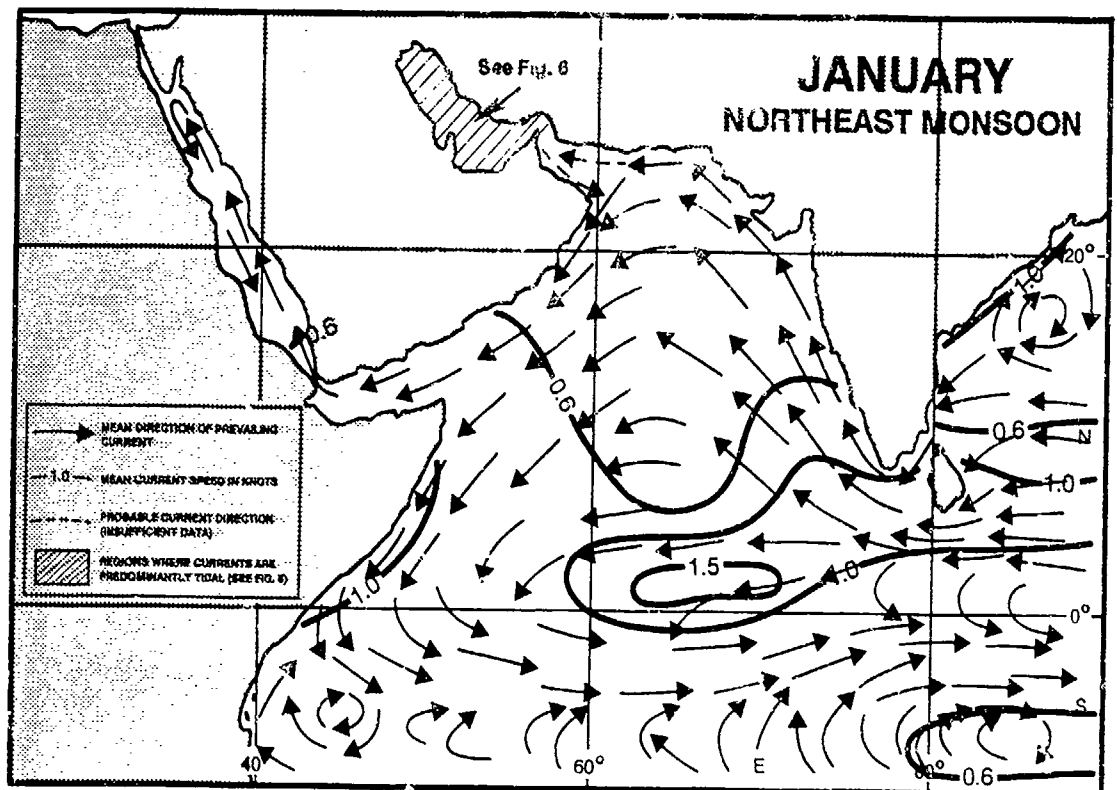 JANUARY
NORTHEAST MONSOON
See Fig. 6
20°
1.0
0.6
0.6
MEAN DIRECTION OF PREVAILING
CURRENT
1.0 MEAN CURRENT SPEED IN KNOTS
PROBABLE CURRENT DIRECTION
(INSUFFICIENT DATA)
REGIONS WHERE CURRENTS ARE
PREDOMINANTLY TIDAL (SEE FIG. 6)
0.6
N
1.0
1.5
1.0
1.0
0°
S
40
60°
E
80°
0.6